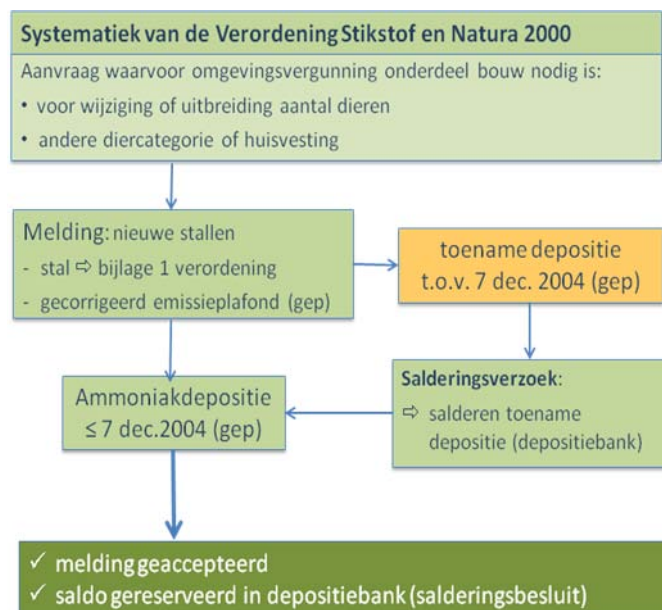 Systematiek van de Verordening Stikstof en Natura 2000
Aanvraag waarvoor omgevingsvergunning onderdeel bouw nodig is:
• voor wijziging of uitbreiding aantal dieren
• andere diercategorie of huisvesting
Melding: nieuwe stallen
- stal ⇨ bijlage 1 verordening
- gecorrigeerd emissieplafond (gep)
toename depositie
t.o.v. 7 dec. 2004 (gep)
Ammoniakdepositie
≤ 7 dec.2004 (gep)
Salderingsverzoek:
⇨ salderen toename
depositie (depositiebank)
✓ melding geaccepteerd
✓ saldo gereserveerd in depositiebank (salderingsbesluit)